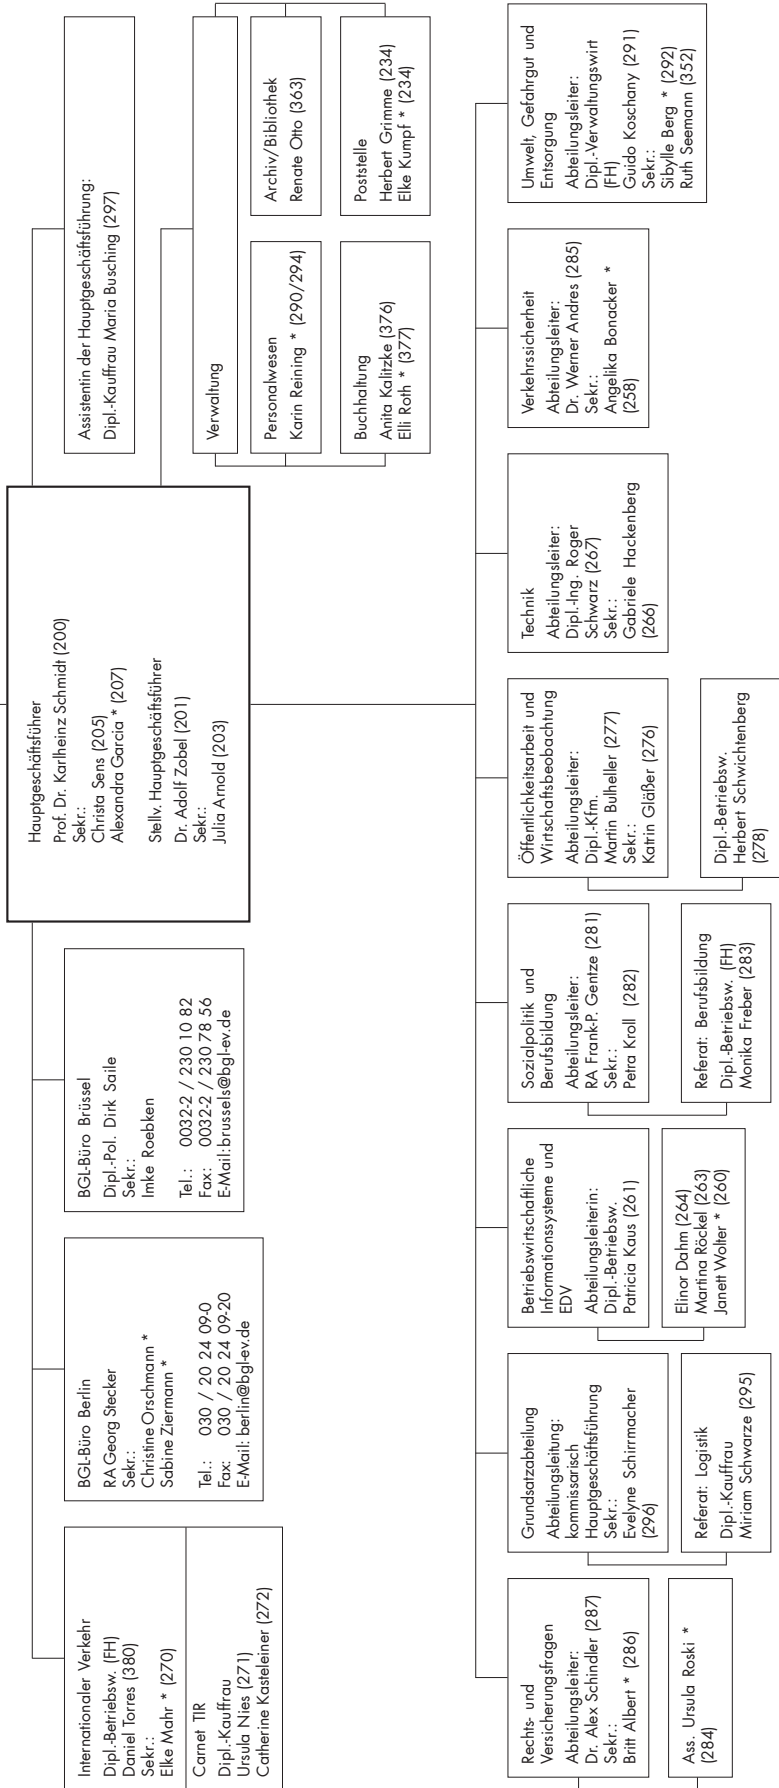 Hauptgeschäftsführer
Prof. Dr. Karlheinz Schmidt (200)
Sekr.:
Christa Sens (205)
Alexandra Garcia * (207)
Stellv. Hauptgeschäftsführer
Dr. Adolf Zobel (201)
Sekr.:
Julia Arnold (203)
Internationaler Verkehr
Dipl.-Betriebsw. (FH)
Daniel Torres (380)
Sekr.:
Elke Mahr * (270)
Carnet TIR
Dipl.-Kauffrau
Ursula Nies (271)
Catherine Kasteleiner (272)
BGL-Büro Berlin
RA Georg Stecker
Sekr.:
Christine Orschmann *
Sabine Ziermann *
Tel.: 030 / 20 24 09-0
Fax: 030 / 20 24 09-20
E-Mail: berlin@bgl-ev.de
BGL-Büro Brüssel
Dipl.-Pol. Dirk Saile
Sekr.:
Imke Roebken
Tel.: 0032-2 / 230 10 82
Fax: 0032-2 / 230 78 56
E-Mail: brussels@bgl-ev.de
Assistentin der Hauptgeschäftsführung:
Dipl.-Kauffrau Maria Busching (297)
Verwaltung
Personalwesen
Karin Reining * (290/294)
Archiv/Bibliothek
Renate Otto (363)
Buchhaltung
Anita Kalitzke (376)
Elli Roth * (377)
Poststelle
Herbert Grimme (234)
Elke Kumpf * (234)
Rechts- und
Versicherungsfragen
Abteilungsleiter:
Dr. Alex Schindler (287)
Sekr.:
Britt Albert * (286)
Ass. Ursula Roski *
(284)
Grundsatzabteilung
Abteilungsleitung:
kommissarisch
Hauptgeschäftsführung
Sekr.:
Evelyne Schirrmacher
(296)
Referat: Logistik
Dipl.-Kauffrau
Miriam Schwarze (295)
Betriebswirtschaftliche
Informationssysteme und
EDV
Abteilungsleiterin:
Dipl.-Betriebsw.
Patricia Kaus (261)
Elinor Dahm (264)
Martina Röckel (263)
Janett Wolter * (260)
Sozialpolitik und
Berufsbildung
Abteilungsleiter:
RA Frank-P. Gentze (281)
Sekr.:
Petra Kroll (282)
Referat: Berufsbildung
Dipl.-Betriebsw. (FH)
Monika Freber (283)
Öffentlichkeitsarbeit und
Wirtschaftsbeobachtung
Abteilungsleiter:
Dipl.-Kfm.
Martin Bulheller (277)
Sekr.:
Katrin Gläßer (276)
Dipl.-Betriebsw.
Herbert Schwichtenberg
(278)
Technik
Abteilungsleiter:
Dipl.-Ing. Roger
Schwarz (267)
Sekr.:
Gabriele Hackenberg
(266)
Verkehrssicherheit
Abteilungsleiter:
Dr. Werner Andres (285)
Sekr.:
Angelika Bonacker *
(258)
Umwelt, Gefahrgut und
Entsorgung
Abteilungsleiter:
Dipl.-Verwaltungswirt
(FH)
Guido Koschany (291)
Sekr.:
Sibylle Berg * (292)
Ruth Seemann (352)